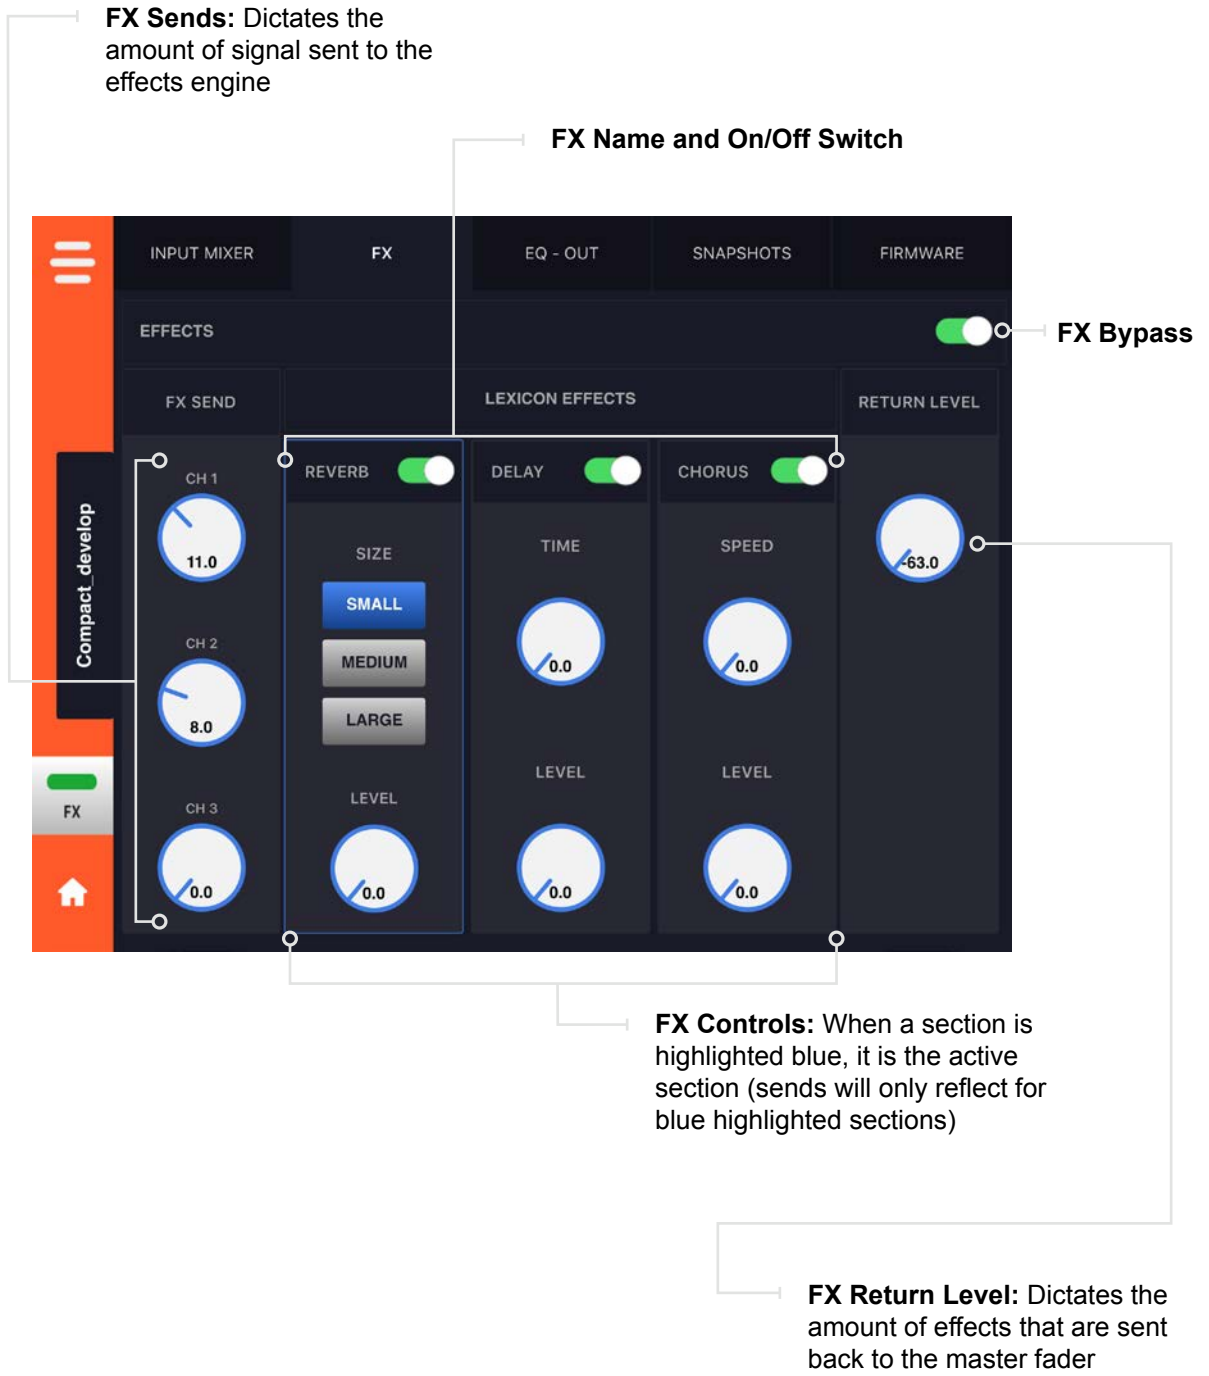 FX Sends: Dictates the
amount of signal sent to the
effects engine
FX Name and On/Off Switch
INPUT MIXER
FX
EQ - OUT
SNAPSHOTS
FIRMWARE
EFFECTS
FX Bypass
FX SEND
LEXICON EFFECTS
RETURN LEVEL
Compact_develop
CH 1
11.0
CH 2
8.0
CH 3
0.0
REVERB
SIZE
SMALL
MEDIUM
LARGE
LEVEL
0.0
DELAY
TIME
0.0
LEVEL
0.0
CHORUS
SPEED
0.0
LEVEL
0.0
-63.0
FX
FX Controls: When a section is
highlighted blue, it is the active
section (sends will only reflect for
blue highlighted sections)
FX Return Level: Dictates the
amount of effects that are sent
back to the master fader